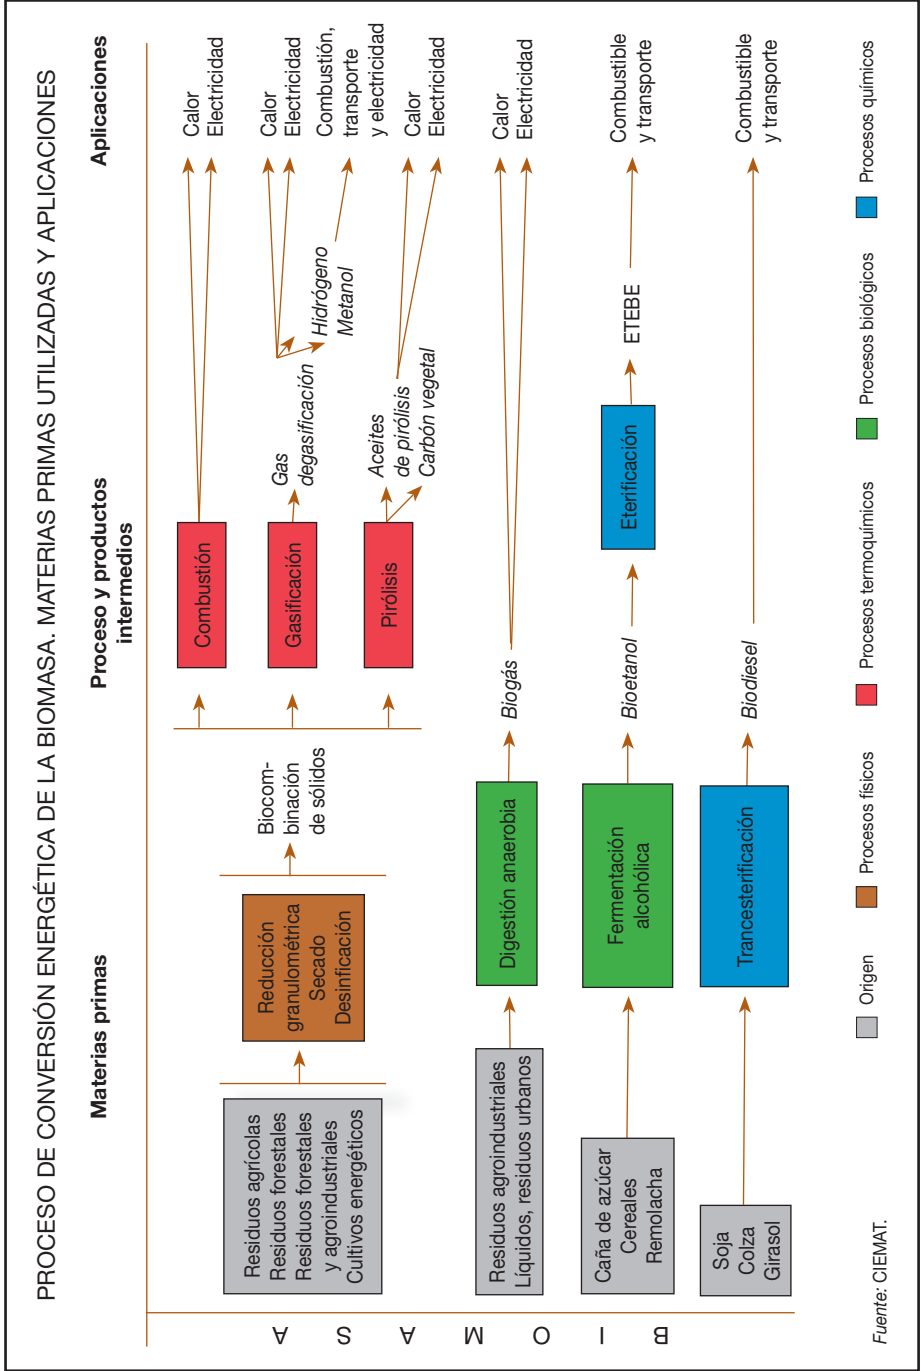 PROCESO DE CONVERSIÓN ENERGÉTICA DE LA BIOMASA. MATERIAS PRIMAS UTILIZADAS Y APLICACIONES
Materias primas
Proceso y productos
intermedios
Aplicaciones
B I O M A S A
Residuos agrícolas
Residuos forestales
Residuos forestales
y agroindustriales
Cultivos energéticos
Reducción
granulométrica
Secado
Desinficación
Biocom-
binación
de sólidos
Combustión
Calor
Electricidad
Gasificación
Gas
degasificación
Hidrógeno
Metanol
Calor
Electricidad
Combustión,
transporte
y electricidad
Pirólisis
Aceites
de pirólisis
Carbón vegetal
Calor
Electricidad
Residuos agroindustriales
Líquidos, residuos urbanos
Digestión anaerobia
Biogás
Calor
Electricidad
Caña de azúcar
Cereales
Remolacha
Fermentación
alcohólica
Bioetanol
Eterificación
ETEBE
Combustible
y transporte
Soja
Colza
Girasol
Trancesterificación
Biodiesel
Combustible
y transporte
Origen
Procesos físicos
Procesos termoquímicos
Procesos biológicos
Procesos químicos
Fuente: CIEMAT.